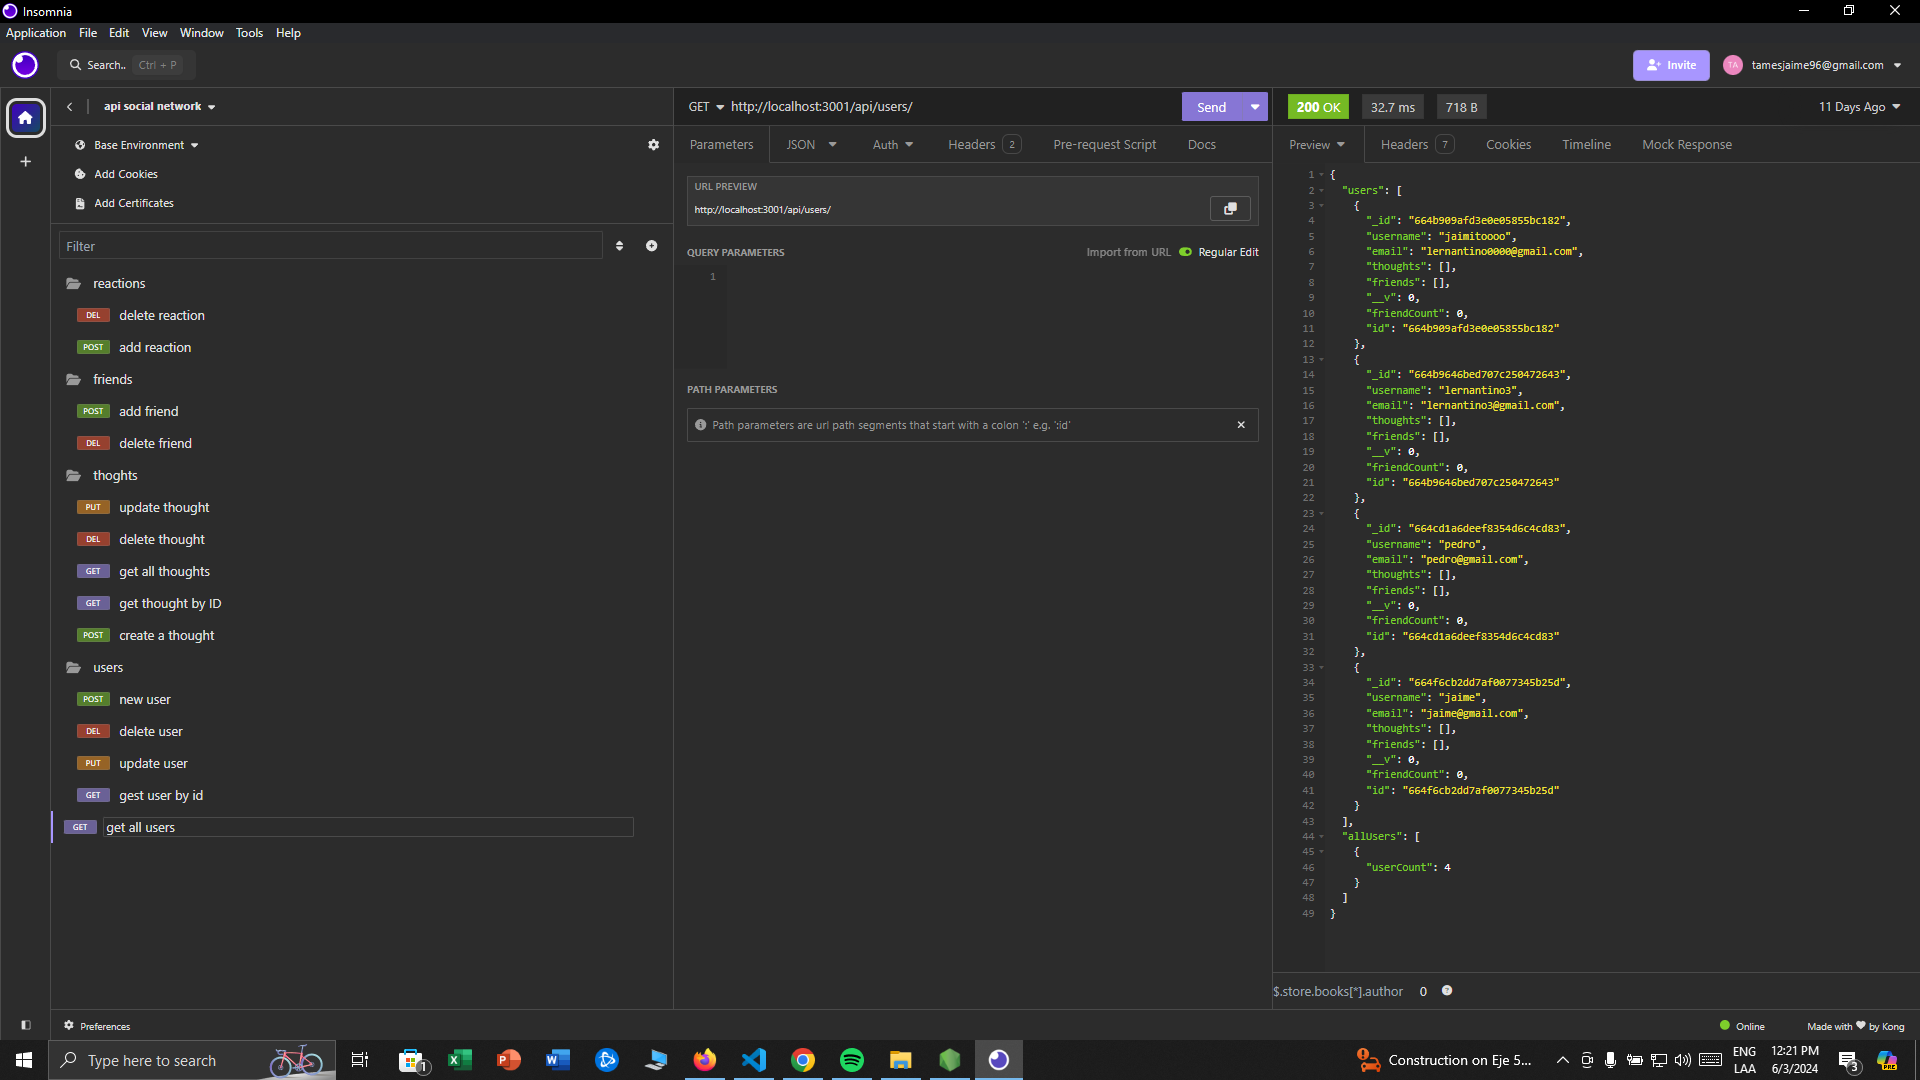 Insomnia
Application File Edit View Window Tools Help
Search.. Ctrl + P
Invite
TA tamesjaime96@gmail.com
api social network
Base Environment
Add Cookies
Add Certificates
Filter
reactions
DEL delete reaction
POST add reaction
friends
POST add friend
DEL delete friend
thoghts
PUT update thought
DEL delete thought
GET get all thoughts
GET get thought by ID
POST create a thought
users
POST new user
DEL delete user
PUT update user
GET gest user by id
GET get all users
Preferences
GET http://localhost:3001/api/users/
Send
Parameters JSON Auth Headers 2 Pre-request Script Docs
URL PREVIEW
http://localhost:3001/api/users/
QUERY PARAMETERS Import from URL Regular Edit
1
PATH PARAMETERS
Path parameters are url path segments that start with a colon ':' e.g. ':id'
200 OK 32.7 ms 718 B 11 Days Ago
Preview Headers 7 Cookies Timeline Mock Response
1 {
2 "users": [
3 {
4 "_id": "664b909afd3e0e05855bc182",
5 "username": "jaimitoooo",
6 "email": "lernantino0000@gmail.com",
7 "thoughts": [],
8 "friends": [],
9 "__v": 0,
10 "friendCount": 0,
11 "id": "664b909afd3e0e05855bc182"
12 },
13 {
14 "_id": "664b9646bed707c250472643",
15 "username": "lernantino3",
16 "email": "lernantino3@gmail.com",
17 "thoughts": [],
18 "friends": [],
19 "__v": 0,
20 "friendCount": 0,
21 "id": "664b9646bed707c250472643"
22 },
23 {
24 "_id": "664cd1a6deef8354d6c4cd83",
25 "username": "pedro",
26 "email": "pedro@gmail.com",
27 "thoughts": [],
28 "friends": [],
29 "__v": 0,
30 "friendCount": 0,
31 "id": "664cd1a6deef8354d6c4cd83"
32 },
33 {
34 "_id": "664f6cb2dd7af0077345b25d",
35 "username": "jaime",
36 "email": "jaime@gmail.com",
37 "thoughts": [],
38 "friends": [],
39 "__v": 0,
40 "friendCount": 0,
41 "id": "664f6cb2dd7af0077345b25d"
42 }
43 ],
44 "allUsers": [
45 {
46 "userCount": 4
47 }
48 ]
49 }
$.store.books[*].author 0
Online Made with ❤ by Kong
Type here to search
1
Construction on Eje 5...
ENG
LAA
12:21 PM
6/3/2024
3
PRE